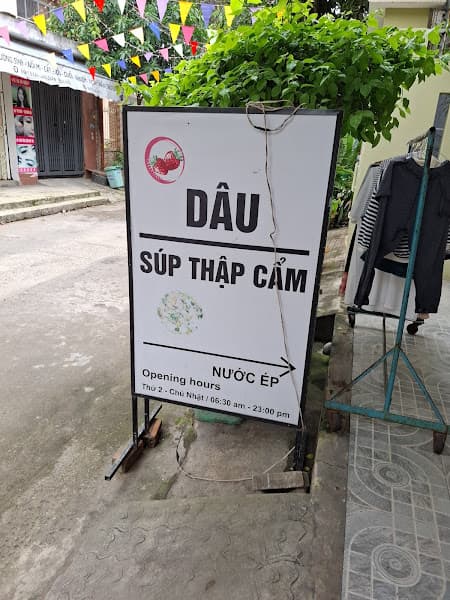 DÂU
SÚP THẬP CẨM
NƯỚC ÉP
Opening hours
Thứ 2 - Chủ Nhật / 06:30 am - 23:00 pm